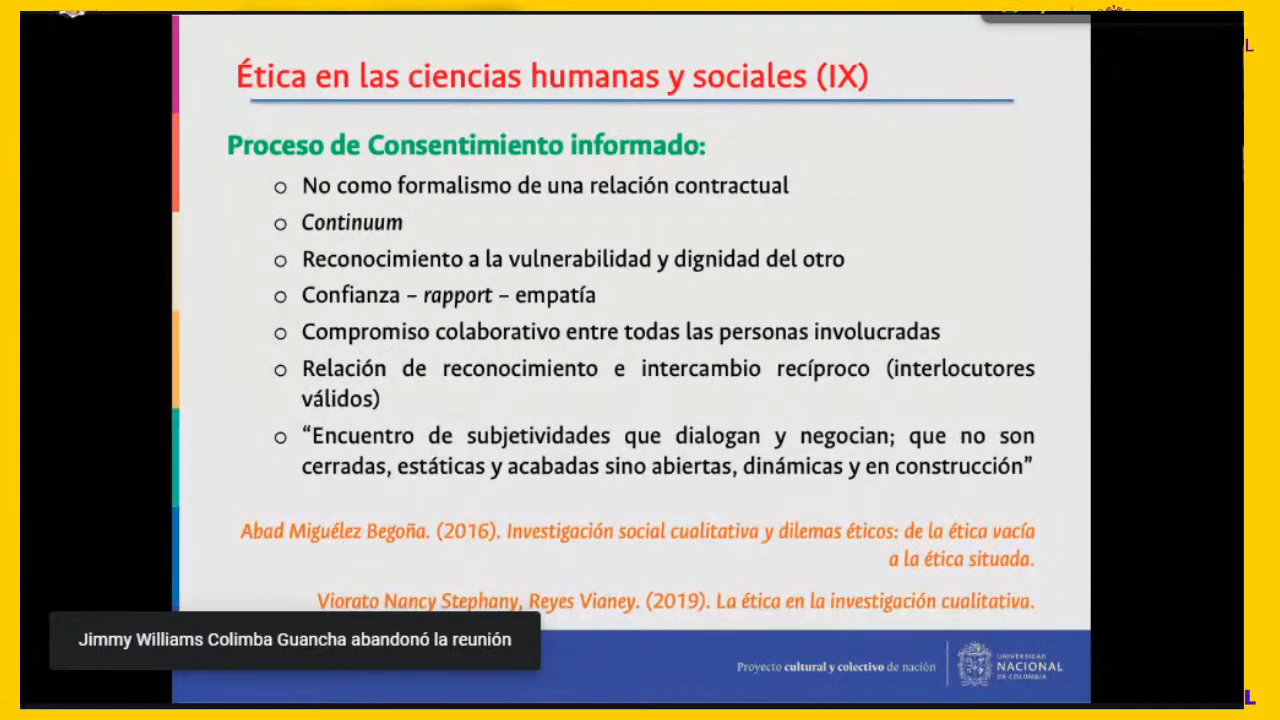 Ética en las ciencias humanas y sociales (IX)
Proceso de Consentimiento informado:
o No como formalismo de una relación contractual
o Continuum
o Reconocimiento a la vulnerabilidad y dignidad del otro
o Confianza – rapport – empatía
o Compromiso colaborativo entre todas las personas involucradas
o Relación de reconocimiento e intercambio recíproco (interlocutores
válidos)
o “Encuentro de subjetividades que dialogan y negocian; que no son
cerradas, estáticas y acabadas sino abiertas, dinámicas y en construcción”
Abad Miguélez Begoña. (2016). Investigación social cualitativa y dilemas éticos: de la ética vacía
a la ética situada.
Viorato Nancy Stephany, Reyes Vianey. (2019). La ética en la investigación cualitativa.
Jimmy Williams Colimba Guancha abandonó la reunión
Proyecto cultural y colectivo de nación
UNIVERSIDAD
NACIONAL
DE COLOMBIA
L
L